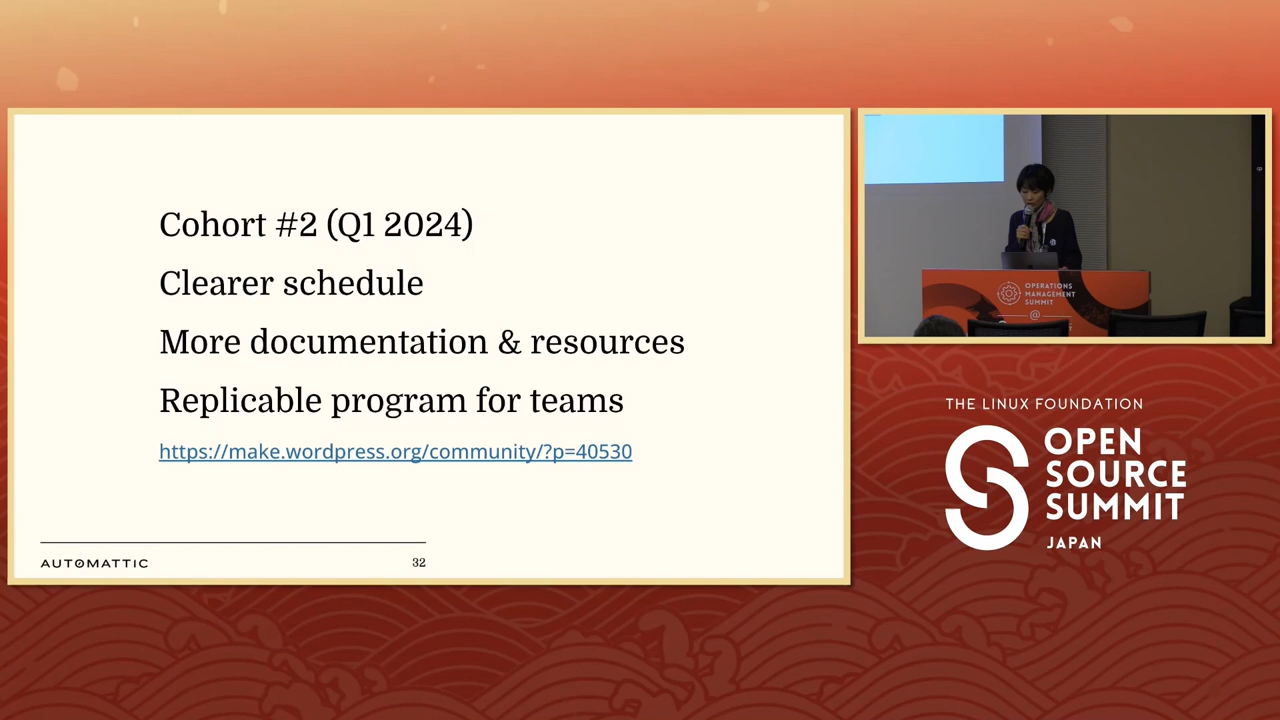 Cohort #2 (Q1 2024)
Clearer schedule
More documentation & resources
Replicable program for teams
https://make.wordpress.org/community/?p=40530
AUTOMATTIC
32
OPERATIONS
MANAGEMENT
SUMMIT
@
THE LINUX FOUNDATION
OPEN
SOURCE
SUMMIT
JAPAN